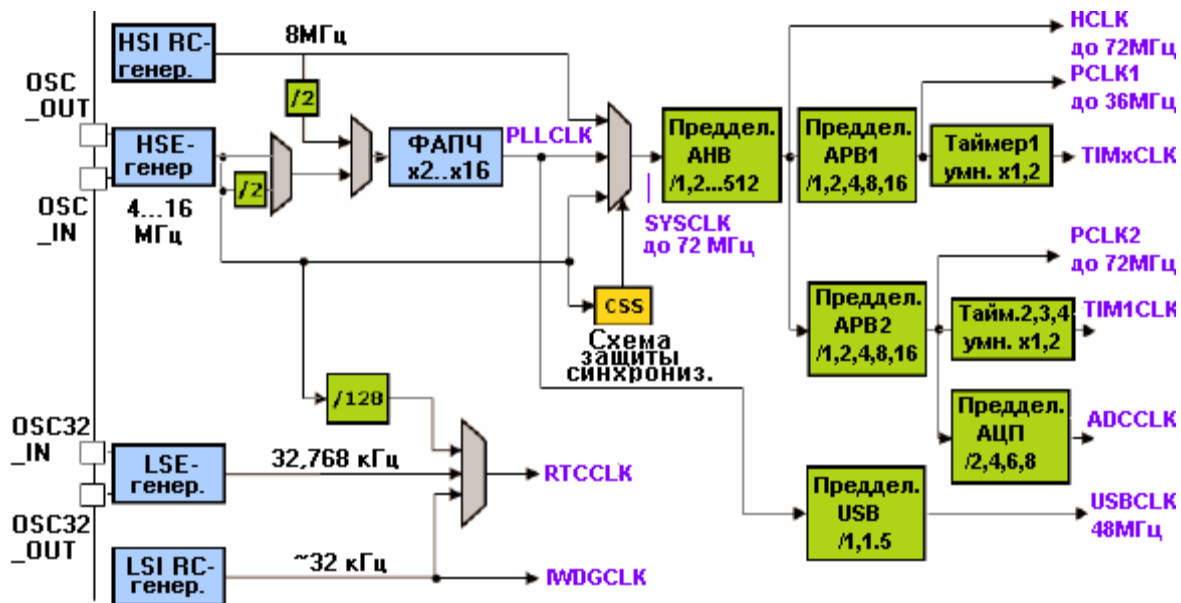 HSI RC-
генер.
8МГц
HCLK
до 72МГц
OSC
_OUT
/2
PCLK1
до 36МГц
HSE-
генер
/2
ФАПЧ
x2..x16
PLLCLK
Преддел.
AHB
/1,2...512
Преддел.
APB1
/1,2,4,8,16
Таймер1
умн. x1,2
TIMxCLK
OSC
_IN
4...16
МГц
SYSCLK
до 72 МГц
PCLK2
до 72МГц
CSS
Схема
защиты
синхрониз.
Преддел.
APB2
/1,2,4,8,16
Тайм.2,3,4
умн. x1,2
TIM1CLK
/128
Преддел.
АЦП
/2,4,6,8
ADCCLK
OSC32
_IN
LSE-
генер.
32,768 кГц
RTCCLK
Преддел.
USB
/1,1.5
USBCLK
48МГц
OSC32
_OUT
LSI RC-
генер.
~32 кГц
IWDGCLK